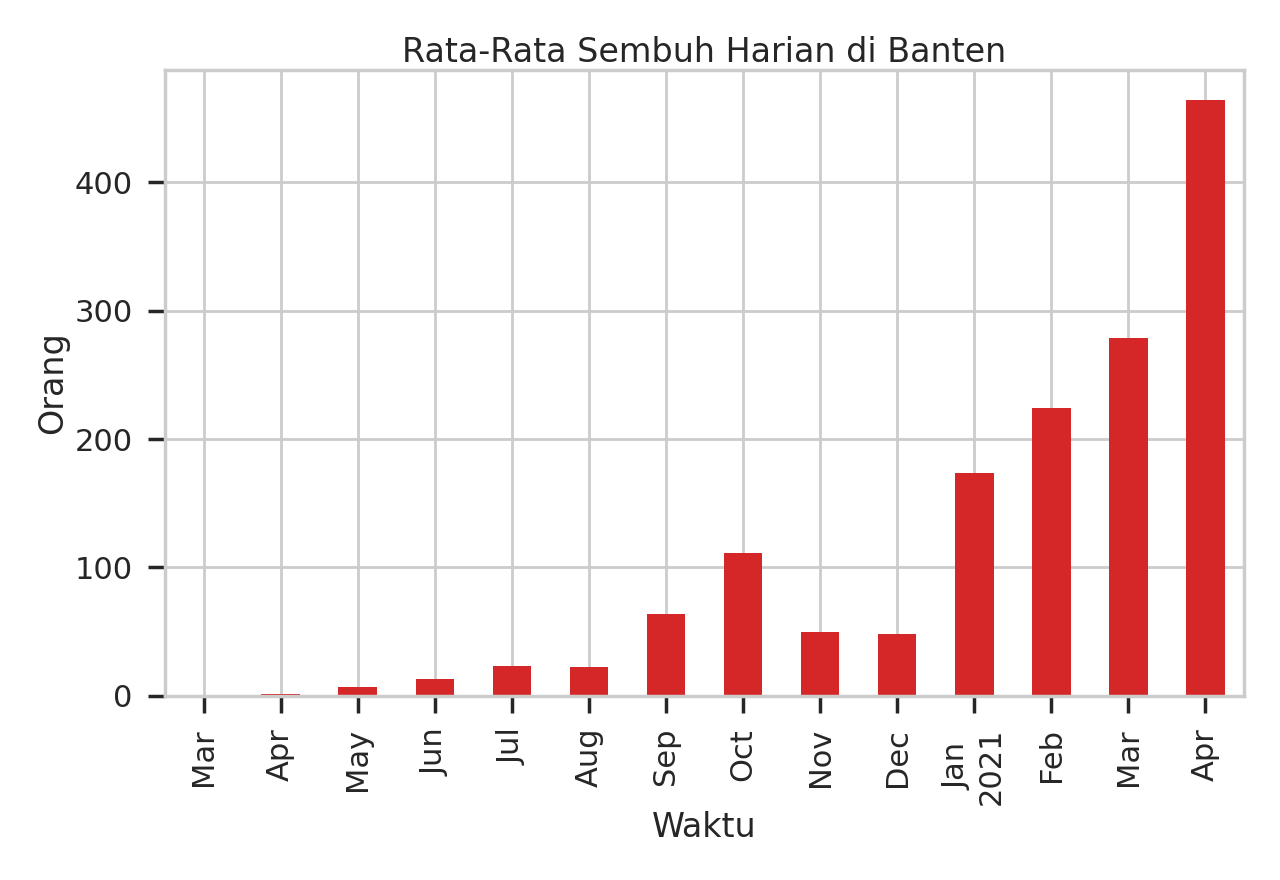 Rata-Rata Sembuh Harian di Banten
Orang
400
300
200
100
0
Mar
Apr
May
Jun
Jul
Aug
Sep
Oct
Nov
Dec
Jan
2021
Feb
Mar
Apr
Waktu